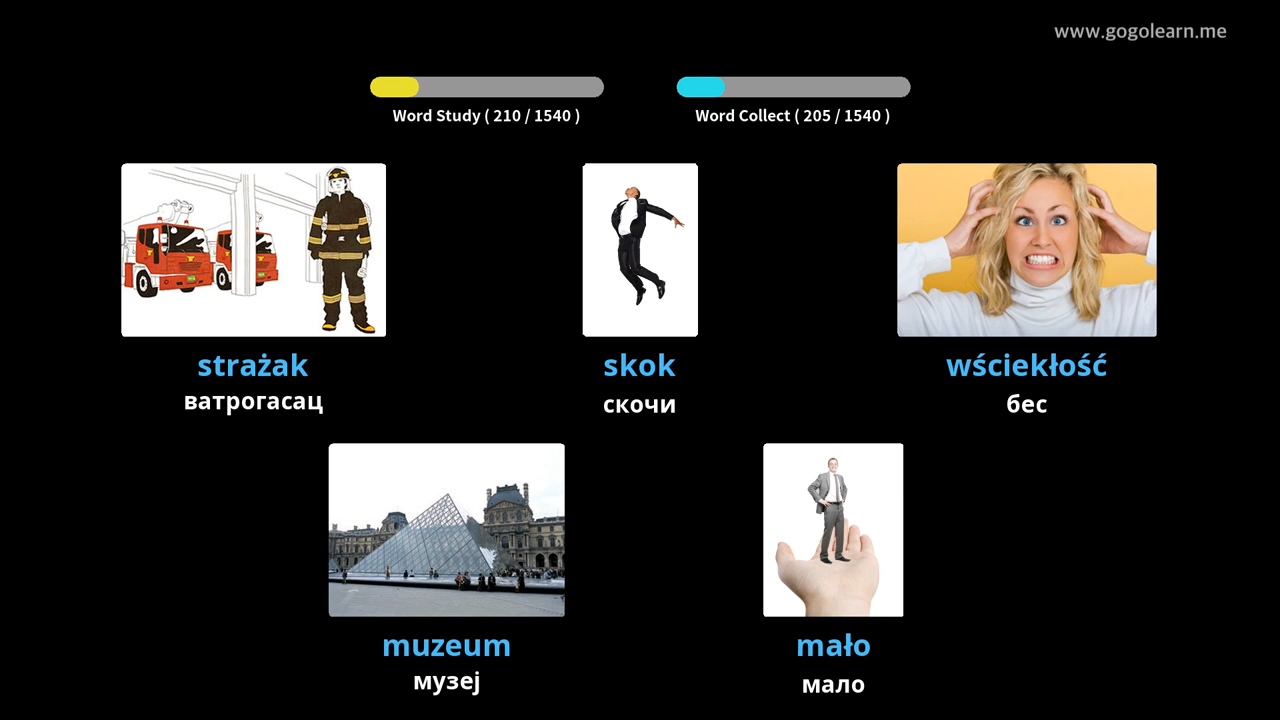 www.gogolearn.me
Word Study ( 210 / 1540 )
Word Collect ( 205 / 1540 )
strażak
ватрогасац
skok
скочи
wściekłość
бес
muzeum
музеј
mało
мало